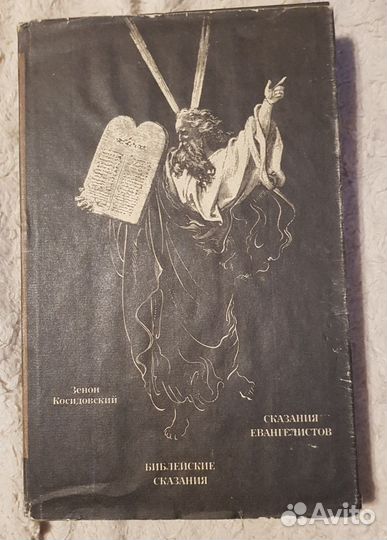 Зенон
Косидовский
СКАЗАНИЯ
ЕВАНГЕЛИСТОВ
БИБЛЕЙСКИЕ
СКАЗАНИЯ
Avito